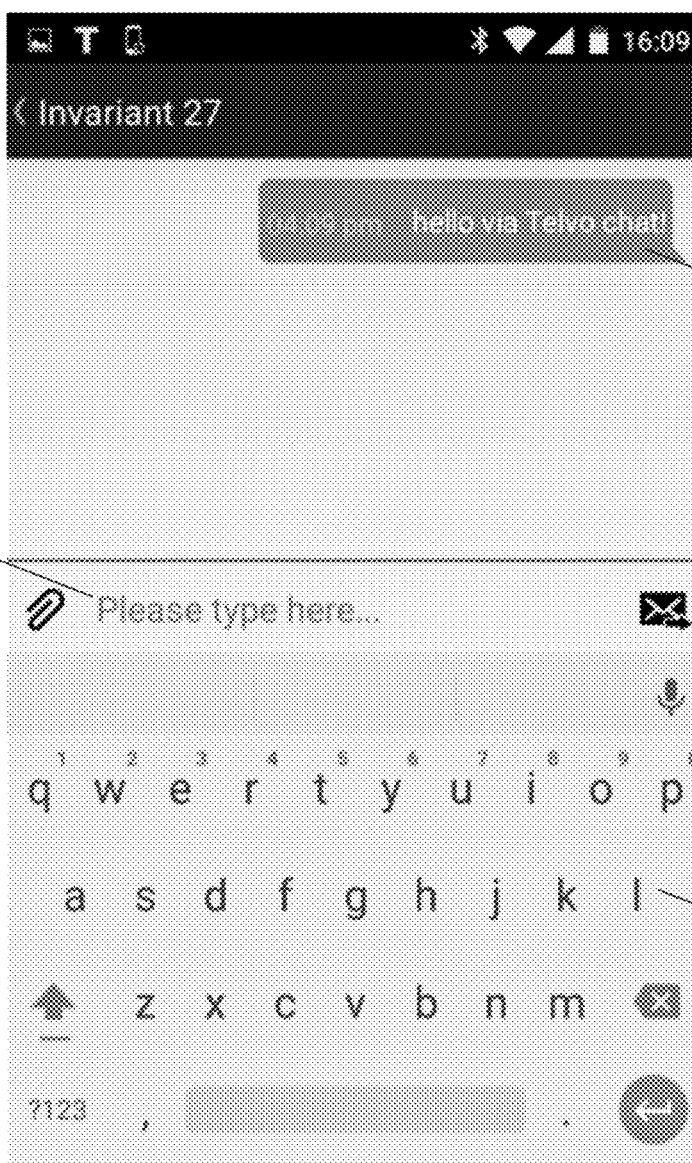 T 16:09
Invariant 27
hello via Telvo chat!
Please type here...
1 2 3 4 5 6 7 8 9
q w e r t y u i o p
a s d f g h j k l
z x c v b n m
?123 , .